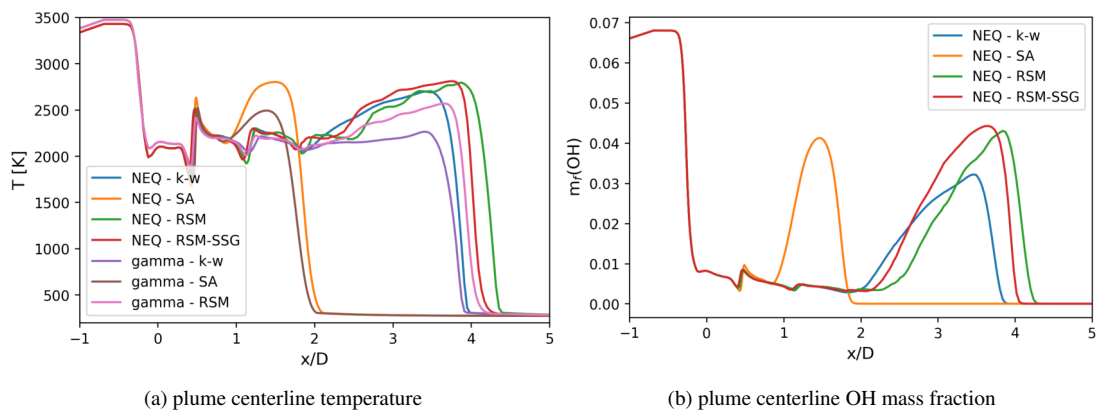 3500
3000
2500
2000
1500
1000
500
T [K]
NEQ - k-w
NEQ - SA
NEQ - RSM
NEQ - RSM-SSG
gamma - k-w
gamma - SA
gamma - RSM
−1 0 1 2 3 4 5
x/D
(a) plume centerline temperature
0.07
0.06
0.05
0.04
0.03
0.02
0.01
0.00
m_f(OH)
NEQ - k-w
NEQ - SA
NEQ - RSM
NEQ - RSM-SSG
−1 0 1 2 3 4 5
x/D
(b) plume centerline OH mass fraction